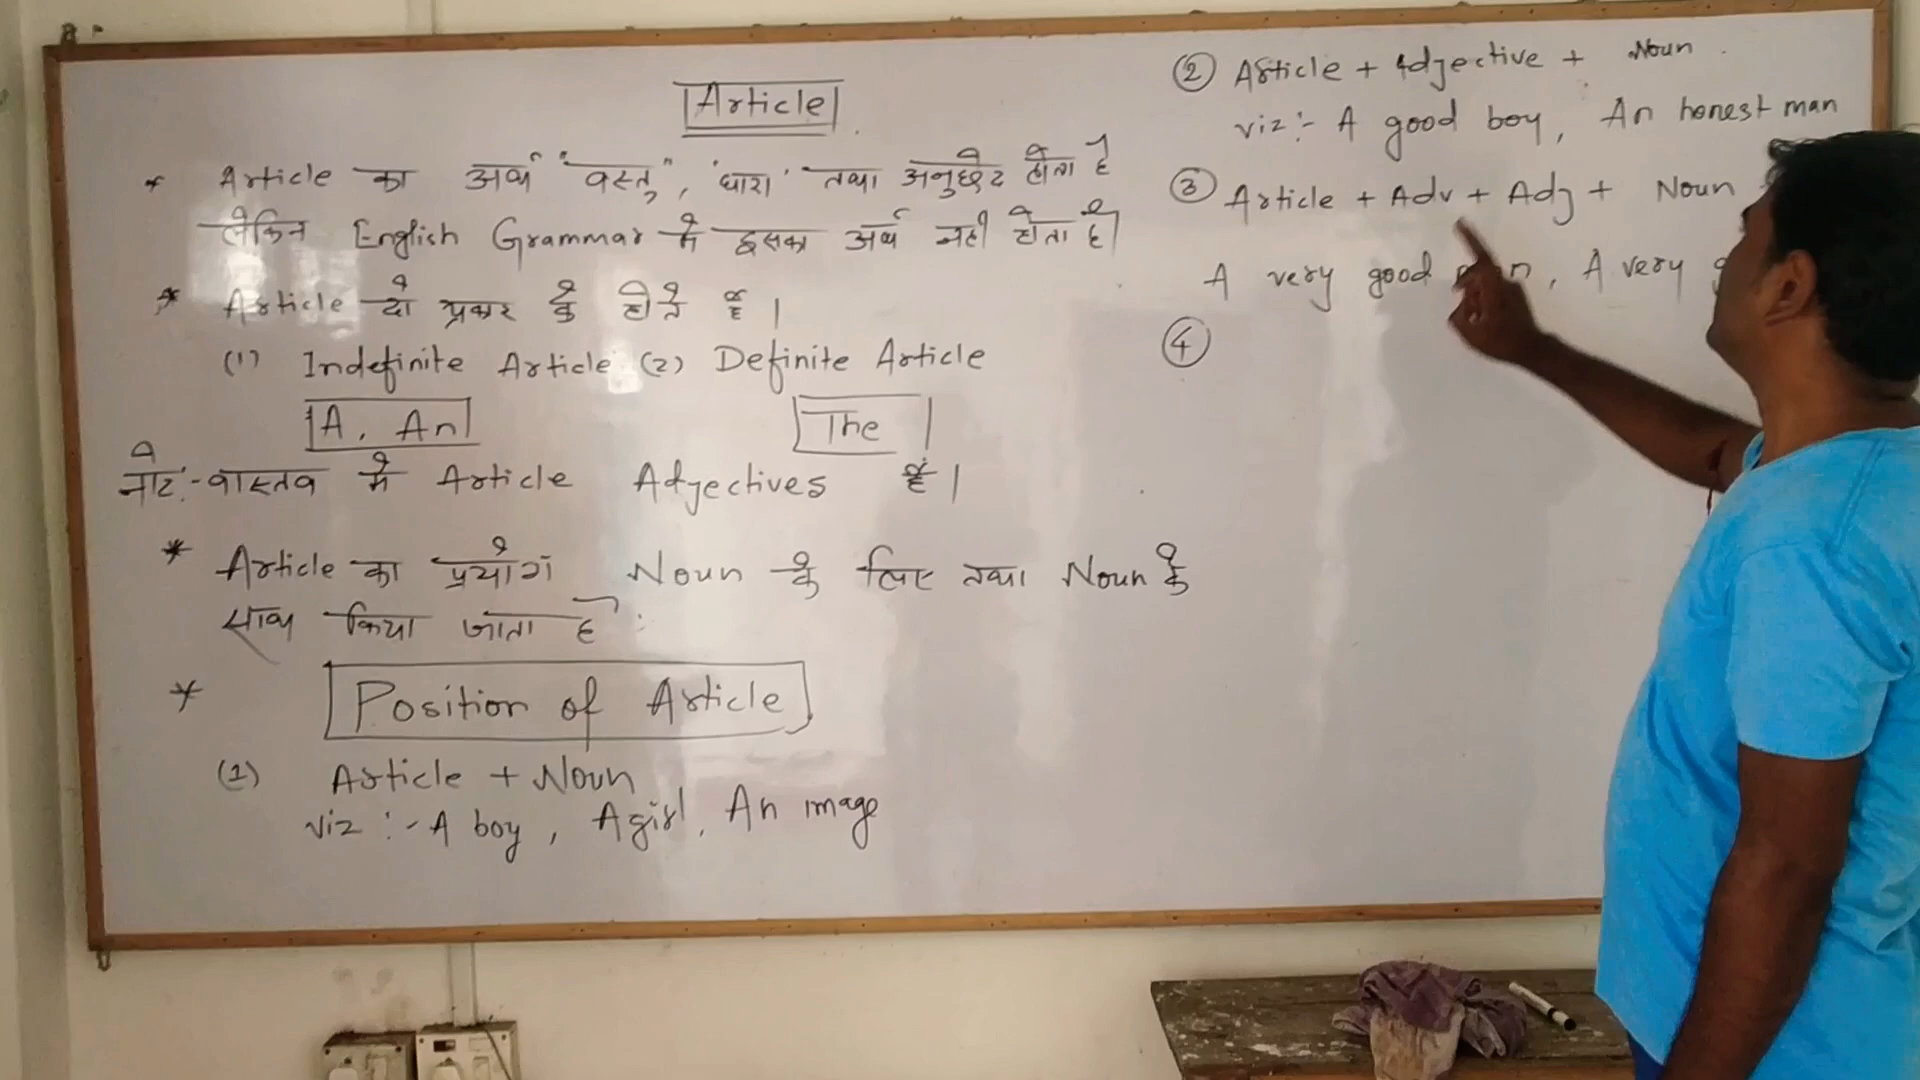 Article
* Article का अर्थ "वस्तु", 'धारा' तथा अनुछेद होता है
लेकिन English Grammar मे इसका अर्थ नही होता है|
* Article दो प्रकार के होते है|
(1) Indefinite Article (2) Definite Article
A, An The
नोट:-वास्तव मे Article Adjectives हैं|
* Article का प्रयोग Noun के लिए तथा Noun के
साथ किया जाता है
* Position of Article
(1) Article + Noun
viz :- A boy, A girl, An image
② Article + Adjective + Noun
viz :- A good boy, An honest man
③ Article + Adv + Adj + Noun
A very good, A very
④